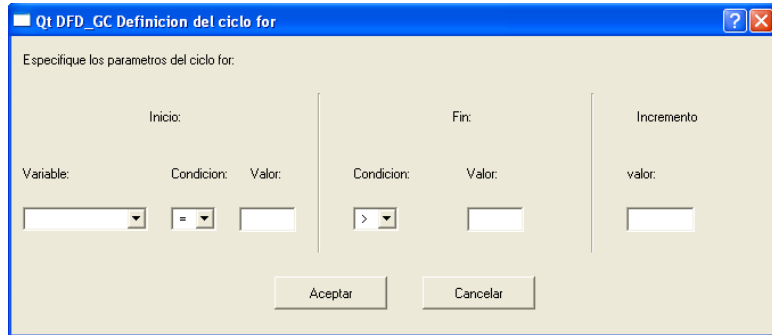 Qt DFD_GC Definicion del ciclo for
Especifique los parametros del ciclo for:
Inicio: Fin: Incremento
Variable: Condicion: Valor: Condicion: Valor: valor:
= >
Aceptar Cancelar